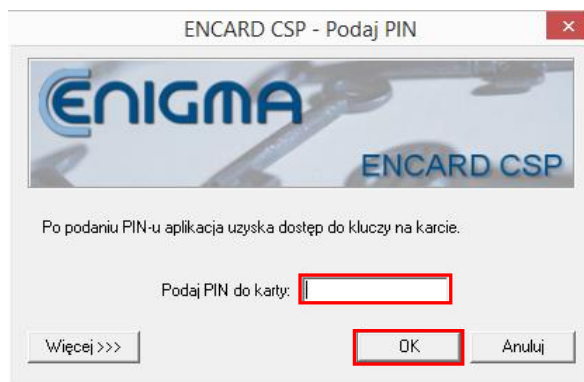 ENCARD CSP - Podaj PIN
ENIGMA
ENCARD CSP
Po podaniu PIN-u aplikacja uzyska dostęp do kluczy na karcie.
Podaj PIN do karty:
Więcej >>>
OK
Anuluj